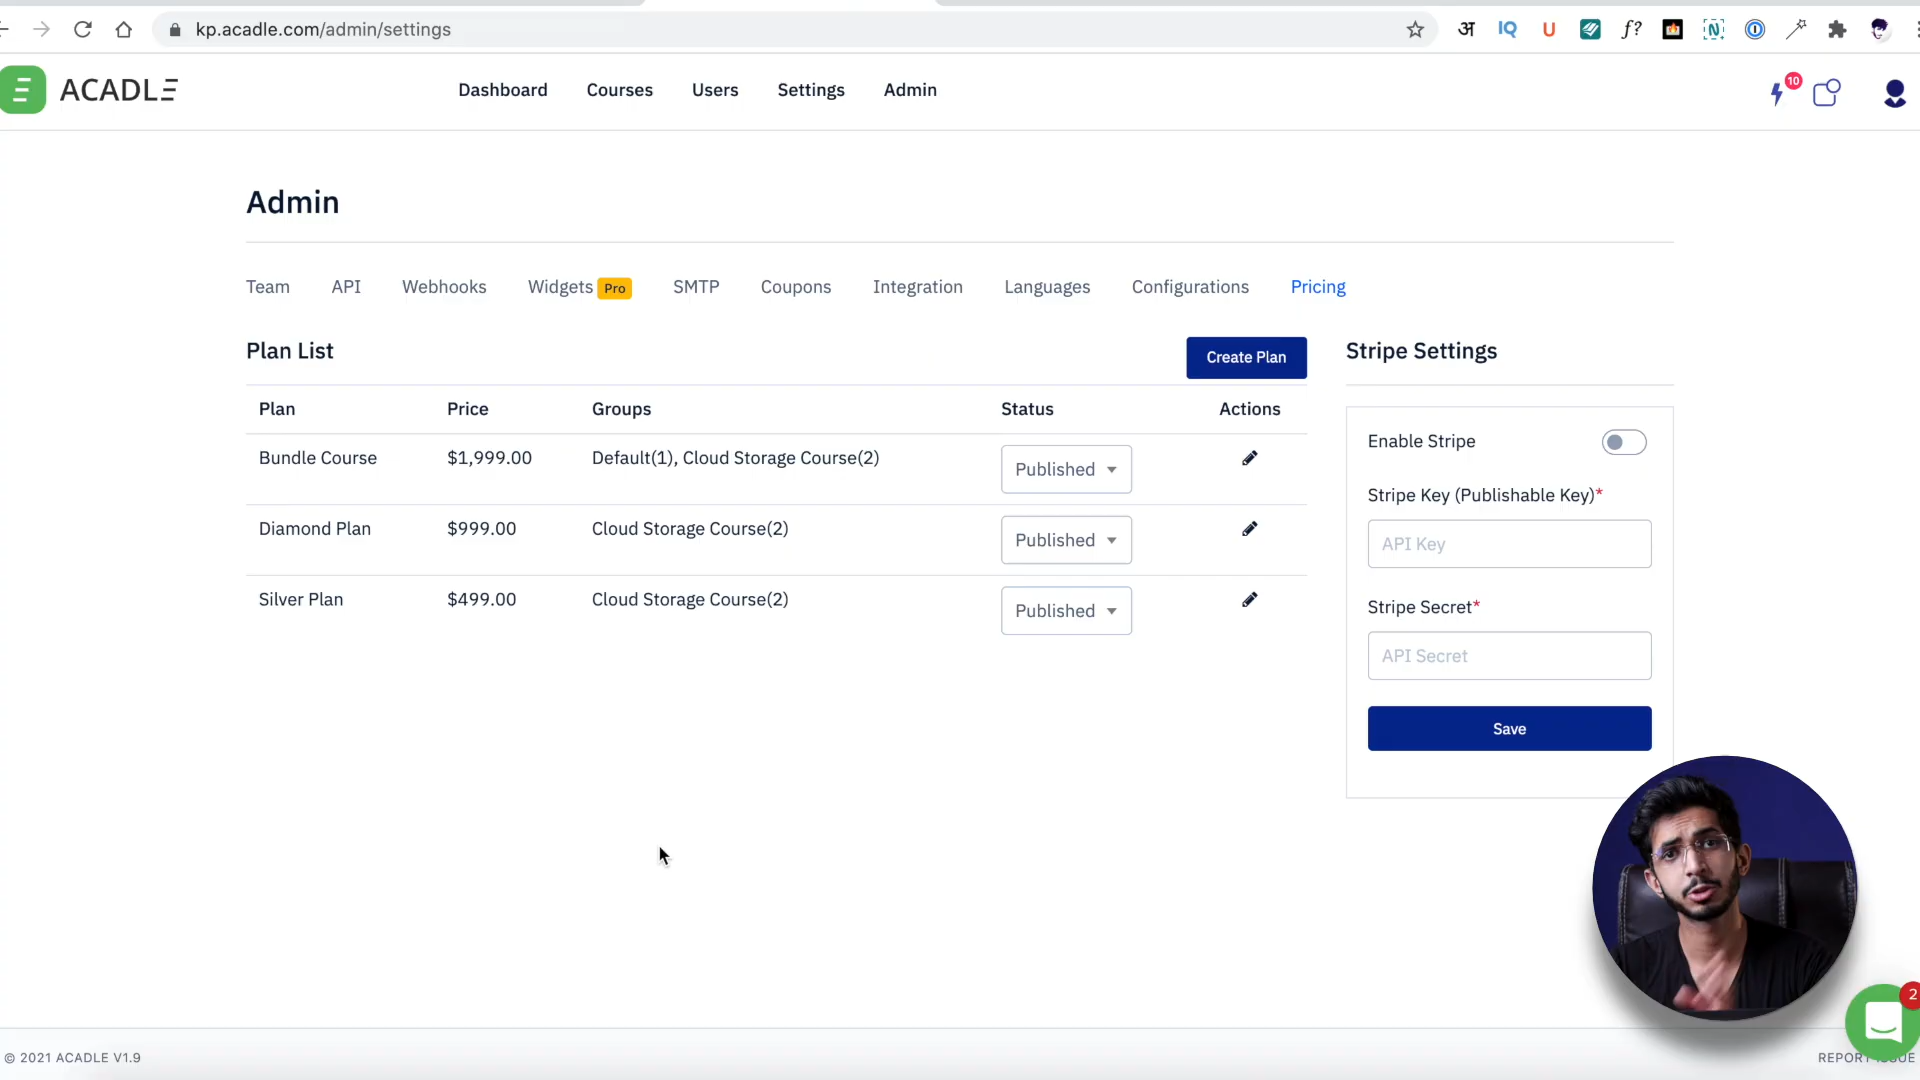 kp.acadle.com/admin/settings
अ
IQ
U
f?
N
ACADLE
Dashboard
Courses
Users
Settings
Admin
10
Admin
Team
API
Webhooks
Widgets Pro
SMTP
Coupons
Integration
Languages
Configurations
Pricing
Plan List
Create Plan
Plan Price Groups Status Actions
Bundle Course $1,999.00 Default(1), Cloud Storage Course(2) Published
Diamond Plan $999.00 Cloud Storage Course(2) Published
Silver Plan $499.00 Cloud Storage Course(2) Published
Stripe Settings
Enable Stripe
Stripe Key (Publishable Key)*
API Key
Stripe Secret*
API Secret
Save
2
© 2021 ACADLE V1.9
REPORT ISSUE